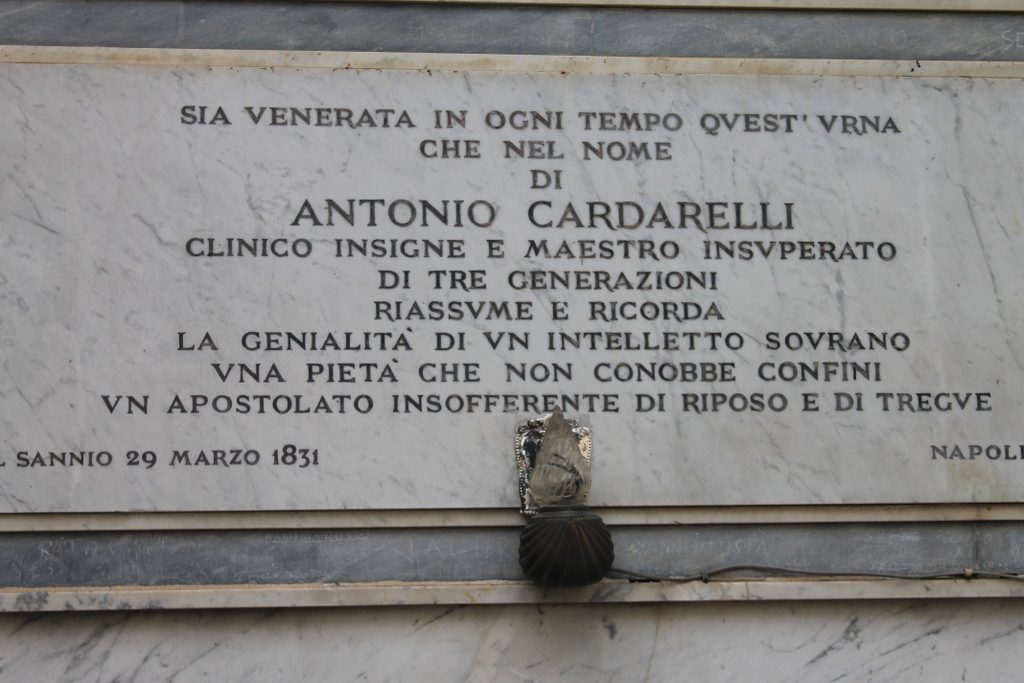 SIA VENERATA IN OGNI TEMPO QVEST' VRNA
CHE NEL NOME
DI
ANTONIO CARDARELLI
CLINICO INSIGNE E MAESTRO INSVPERATO
DI TRE GENERAZIONI
RIASSVME E RICORDA
LA GENIALITÀ DI VN INTELLETTO SOVRANO
VNA PIETÀ CHE NON CONOBBE CONFINI
VN APOSTOLATO INSOFFERENTE DI RIPOSO E DI TREGVE
L SANNIO 29 MARZO 1831 NAPOLI